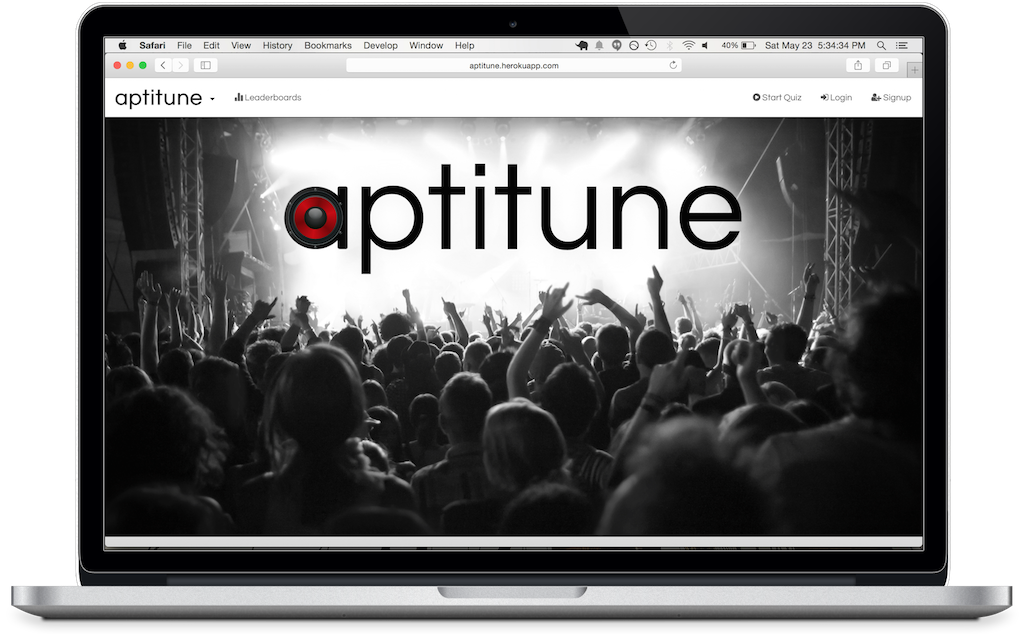 Safari File Edit View History Bookmarks Develop Window Help 40% Sat May 23 5:34:34 PM
aptitune.herokuapp.com
aptitune Leaderboards Start Quiz Login Signup
aptitune